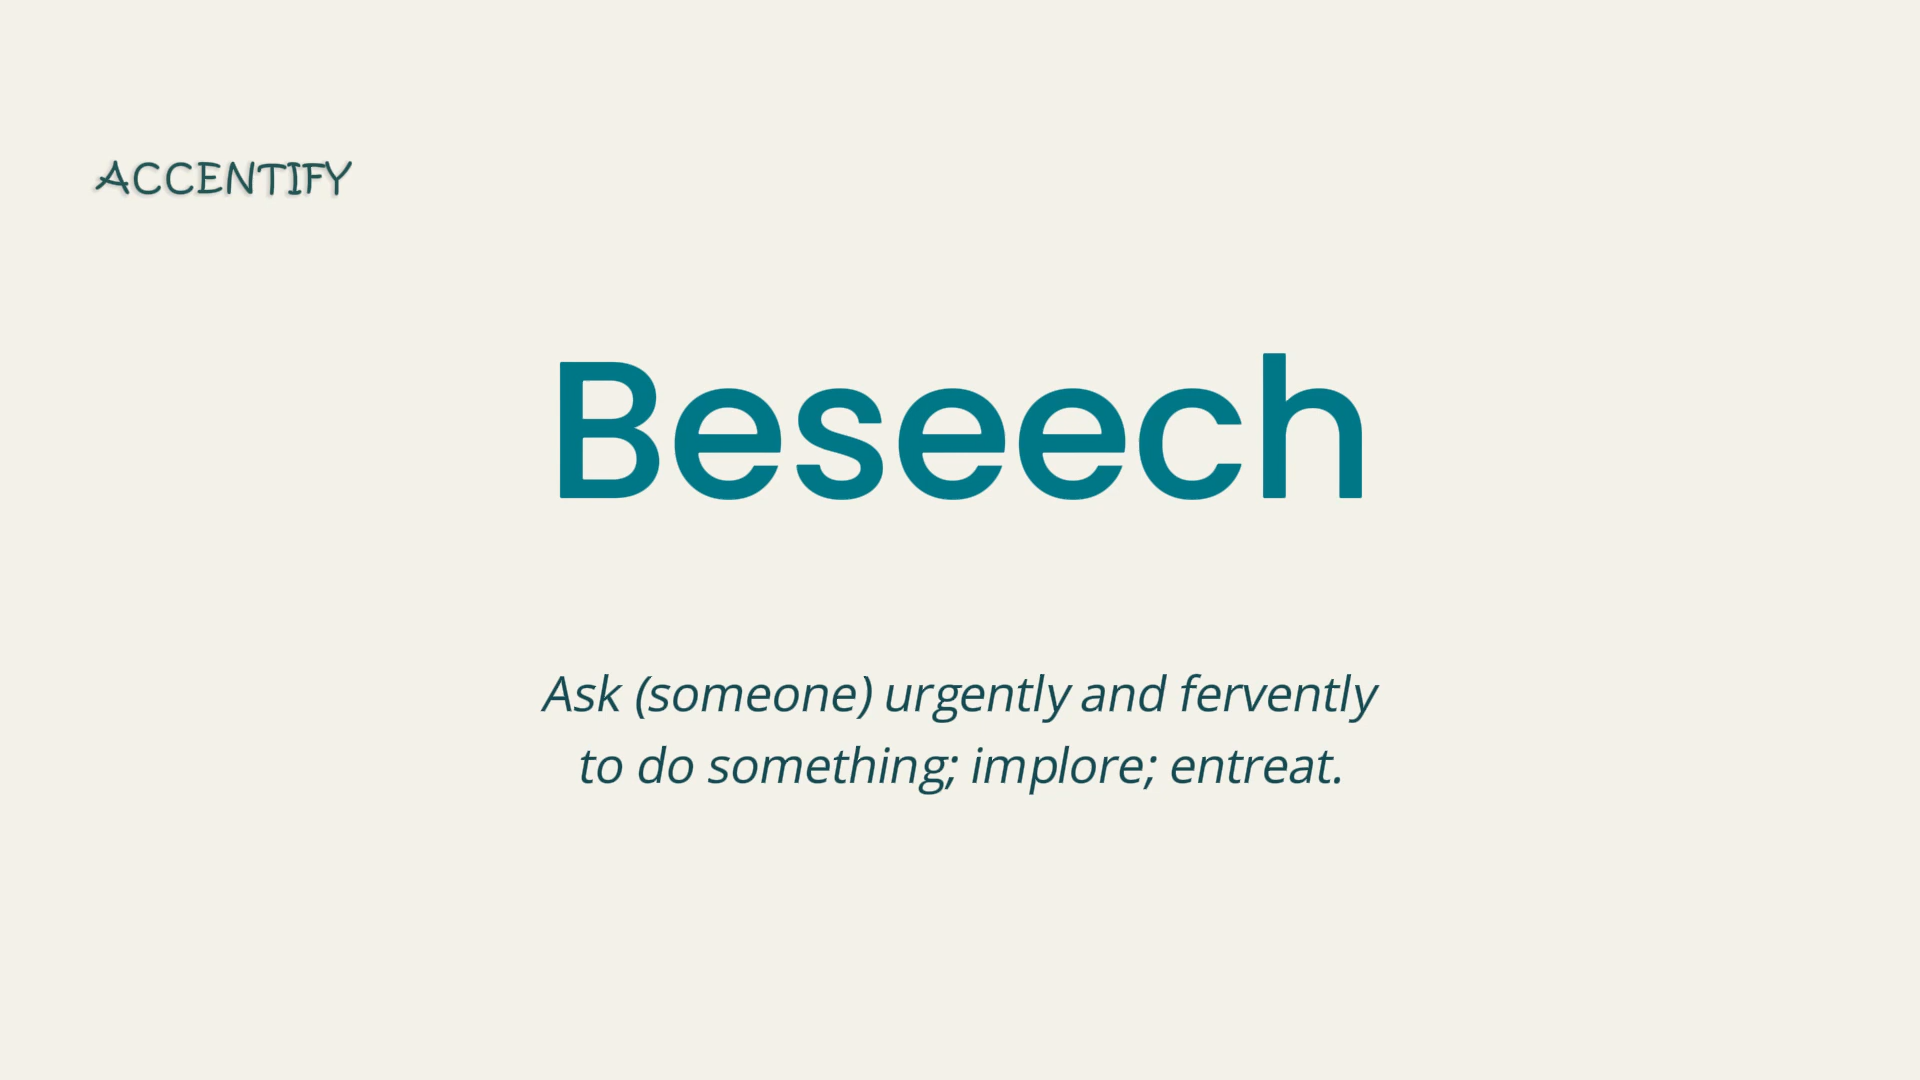 ACCENTIFY
Beseech
Ask (someone) urgently and fervently
to do something; implore; entreat.